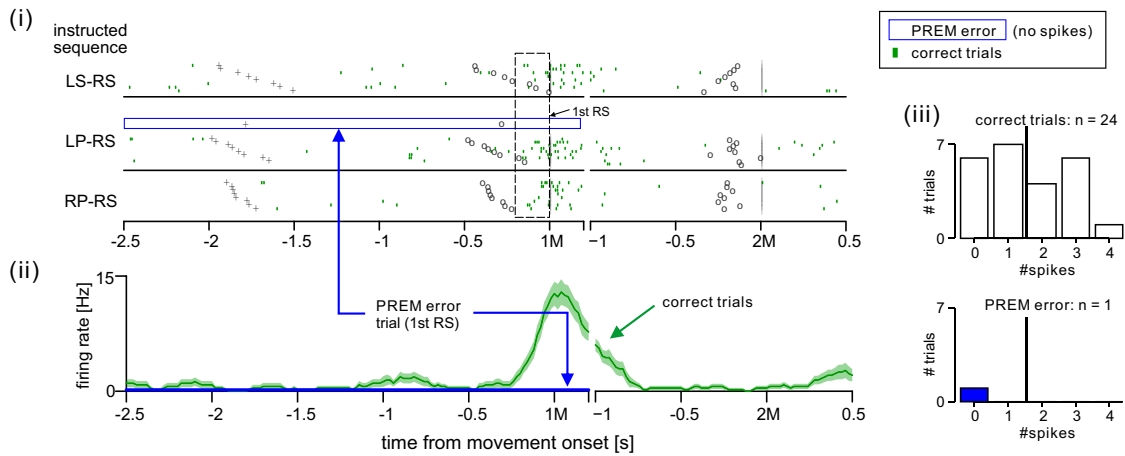 (i)
instructed
sequence
LS-RS
LP-RS
RP-RS
1st RS
-2.5 -2 -1.5 -1 -0.5 1M −1 -0.5 2M 0.5
PREM error (no spikes)
correct trials
(ii)
firing rate [Hz]
15
0
PREM error
trial (1st RS)
correct trials
-2.5 -2 -1.5 -1 -0.5 1M −1 -0.5 2M 0.5
time from movement onset [s]
(iii)
correct trials: n = 24
# trials
7
0
0 1 2 3 4
#spikes
PREM error: n = 1
# trials
7
0
0 1 2 3 4
#spikes